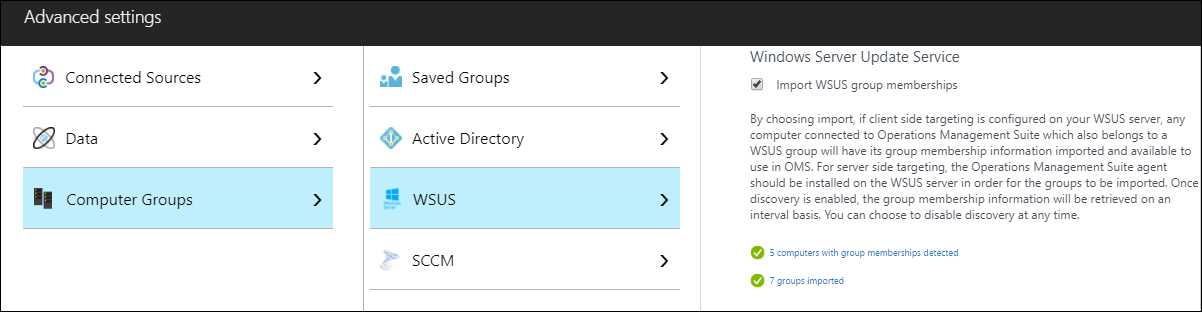 Advanced settings
Connected Sources
Data
Computer Groups
Saved Groups
Active Directory
WSUS
SCCM
Windows Server Update Service
Import WSUS group memberships
By choosing import, if client side targeting is configured on your WSUS server, any
computer connected to Operations Management Suite which also belongs to a
WSUS group will have its group membership information imported and available to
use in OMS. For server side targeting, the Operations Management Suite agent
should be installed on the WSUS server in order for the groups to be imported. Once
discovery is enabled, the group membership information will be retrieved on an
interval basis. You can choose to disable discovery at any time.
5 computers with group memberships detected
7 groups imported